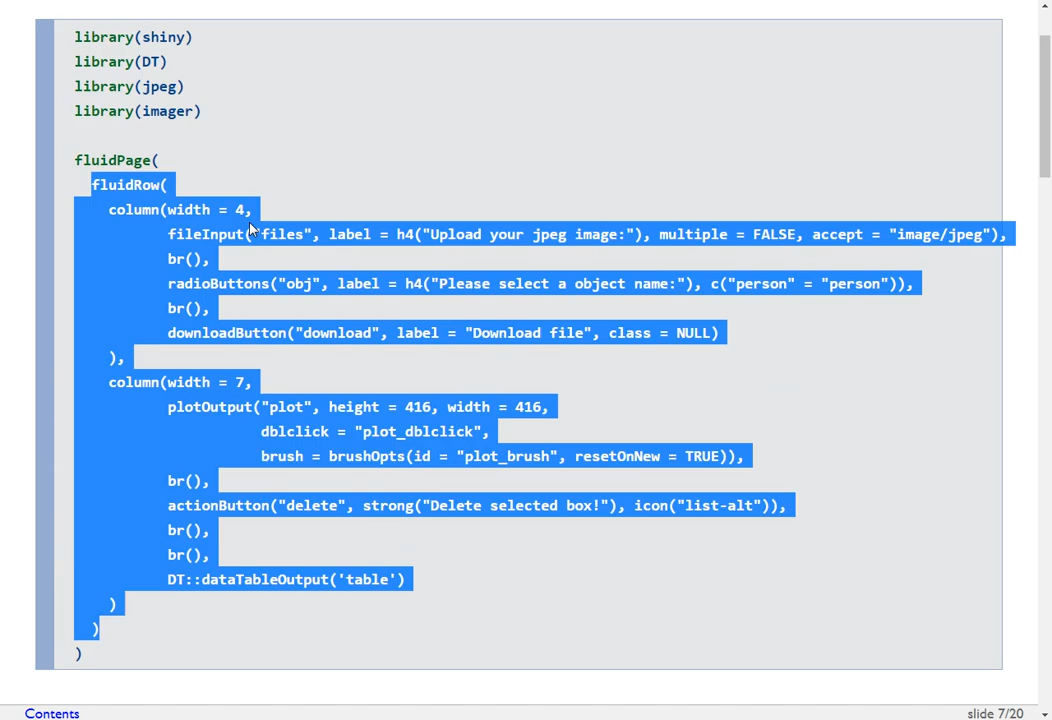 library(shiny)
library(DT)
library(jpeg)
library(imager)
fluidPage(
fluidRow(
column(width = 4,
fileInput("files", label = h4("Upload your jpeg image:"), multiple = FALSE, accept = "image/jpeg"),
br(),
radioButtons("obj", label = h4("Please select a object name:"), c("person" = "person")),
br(),
downloadButton("download", label = "Download file", class = NULL)
),
column(width = 7,
plotOutput("plot", height = 416, width = 416,
dblclick = "plot_dblclick",
brush = brushOpts(id = "plot_brush", resetOnNew = TRUE)),
br(),
actionButton("delete", strong("Delete selected box!"), icon("list-alt")),
br(),
br(),
DT::dataTableOutput('table')
)
)
)
Contents
slide 7/20